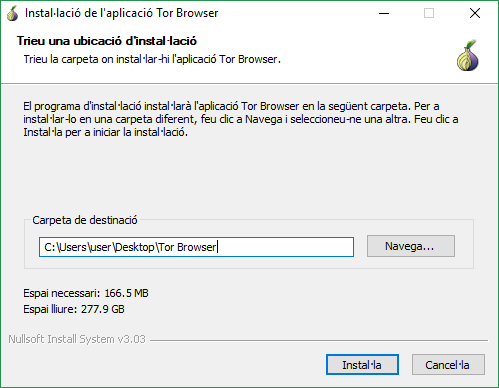 Instal·lació de l'aplicació Tor Browser
Trieu una ubicació d'instal·lació
Trieu la carpeta on instal·lar-hi l'aplicació Tor Browser.
El programa d'instal·lació instal·larà l'aplicació Tor Browser en la següent carpeta. Per a
instal·lar-lo en una carpeta diferent, feu clic a Navega i seleccioneu-ne una altra. Feu clic a
Instal·la per a iniciar la instal·lació.
Carpeta de destinació
C:\Users\user\Desktop\Tor Browser
Navega...
Espai necessari: 166.5 MB
Espai lliure: 277.9 GB
Nullsoft Install System v3.03
Instal·la
Cancel·la